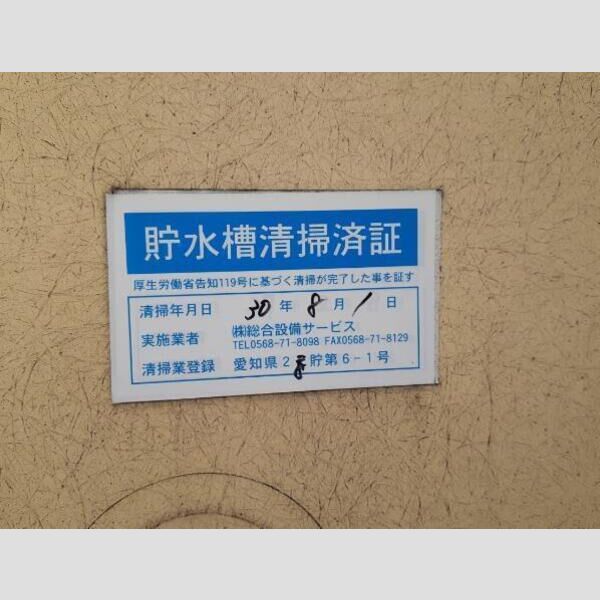 貯水槽清掃済証
厚生労働省告知119号に基づく清掃が完了した事を証す
清掃年月日 30年 8月 1日
実施業者 ㈱総合設備サービス
TEL0568-71-8098 FAX0568-71-8129
清掃業登録 愛知県28貯第6-1号